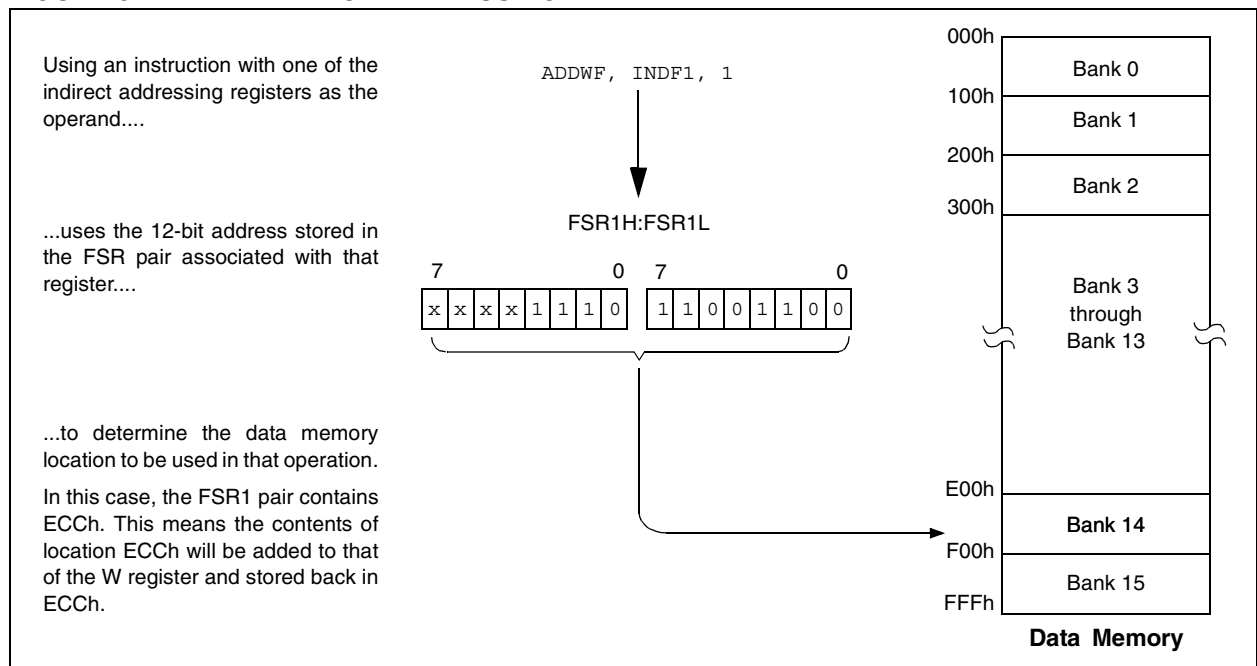 Using an instruction with one of the
indirect addressing registers as the
operand....
ADDWF, INDF1, 1
...uses the 12-bit address stored in
the FSR pair associated with that
register....
FSR1H:FSR1L
7 0 7 0
x x x x 1 1 1 0 1 1 0 0 1 1 0 0
...to determine the data memory
location to be used in that operation.
In this case, the FSR1 pair contains
ECCh. This means the contents of
location ECCh will be added to that
of the W register and stored back in
ECCh.
000h
Bank 0
100h
Bank 1
200h
Bank 2
300h
Bank 3
through
Bank 13
E00h
Bank 14
F00h
Bank 15
FFFh
Data Memory